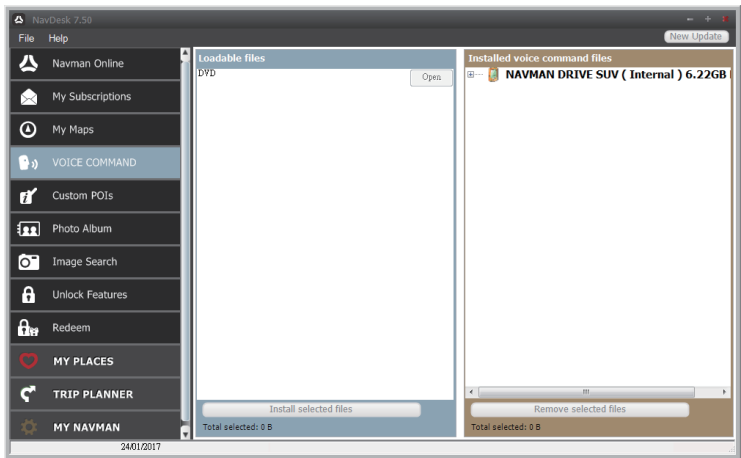 NavDesk 7.50
File Help
New Update
Navman Online
My Subscriptions
My Maps
VOICE COMMAND
Custom POIs
Photo Album
Image Search
Unlock Features
Redeem
MY PLACES
TRIP PLANNER
MY NAVMAN
Loadable files
DVD
Open
Install selected files
Total selected: 0 B
Installed voice command files
NAVMAN DRIVE SUV ( Internal ) 6.22GB
Remove selected files
Total selected: 0 B
24/01/2017